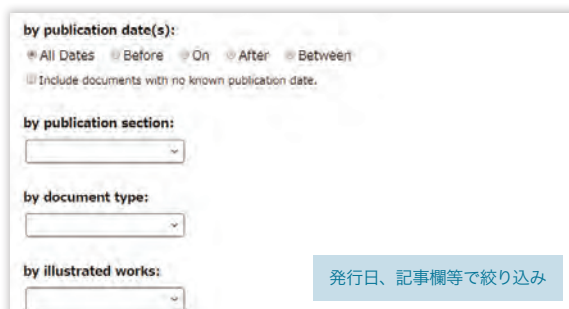 by publication date(s):
All Dates Before On After Between
Include documents with no known publication date.
by publication section:
by document type:
by illustrated works:
発行日、記事欄等で絞り込み